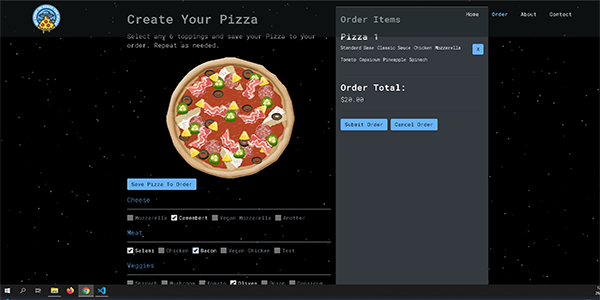 Home Order About Contact
Create Your Pizza
Select any 6 toppings and save your Pizza to your
order. Repeat as needed.
Save Pizza To Order
Cheese
Mozzarella Camembert Vegan Mozzarella Another
Meat
Salami Chicken Bacon Vegan Chicken Test
Veggies
Mushroom Tomato Olives Onion Capsicum
Order Items
Pizza 1
Standard Base Classic Sauce Chicken Mozzarella
Tomato Capsicum Pineapple Spinach
X
Order Total:
$20.00
Submit Order Cancel Order